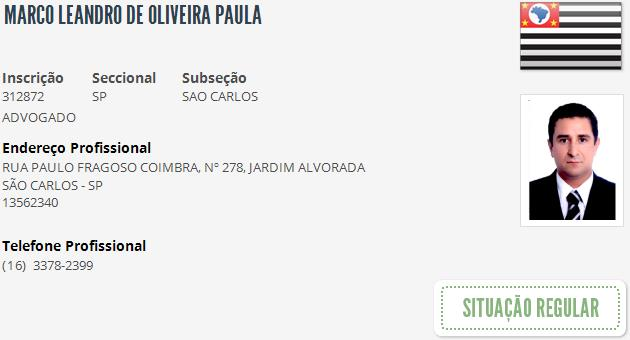 MARCO LEANDRO DE OLIVEIRA PAULA
Inscrição Seccional Subseção
312872 SP SAO CARLOS
ADVOGADO
Endereço Profissional
RUA PAULO FRAGOSO COIMBRA, Nº 278, JARDIM ALVORADA
SÃO CARLOS - SP
13562340
Telefone Profissional
(16) 3378-2399
SITUAÇÃO REGULAR